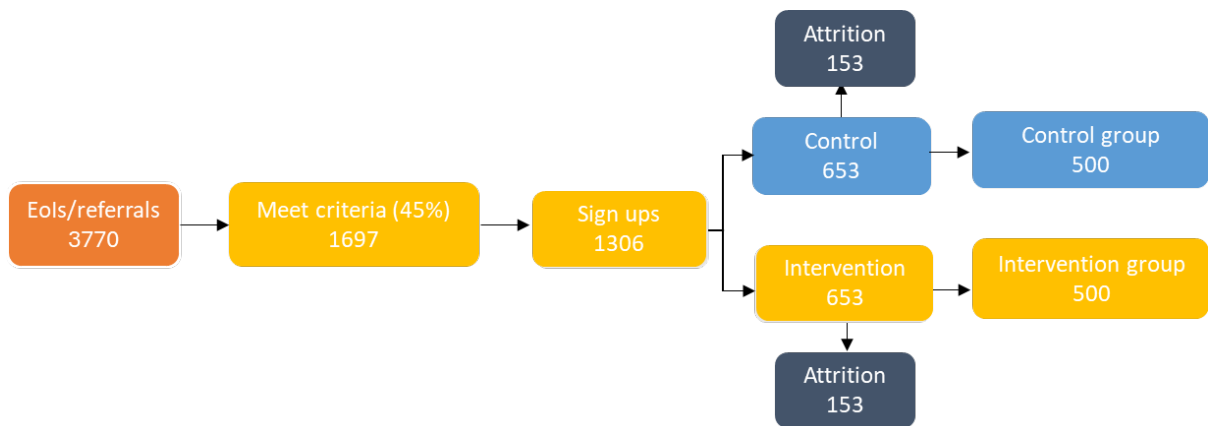 Attrition
153
Control
653
Control group
500
EoIs/referrals
3770
Meet criteria (45%)
1697
Sign ups
1306
Intervention
653
Intervention group
500
Attrition
153